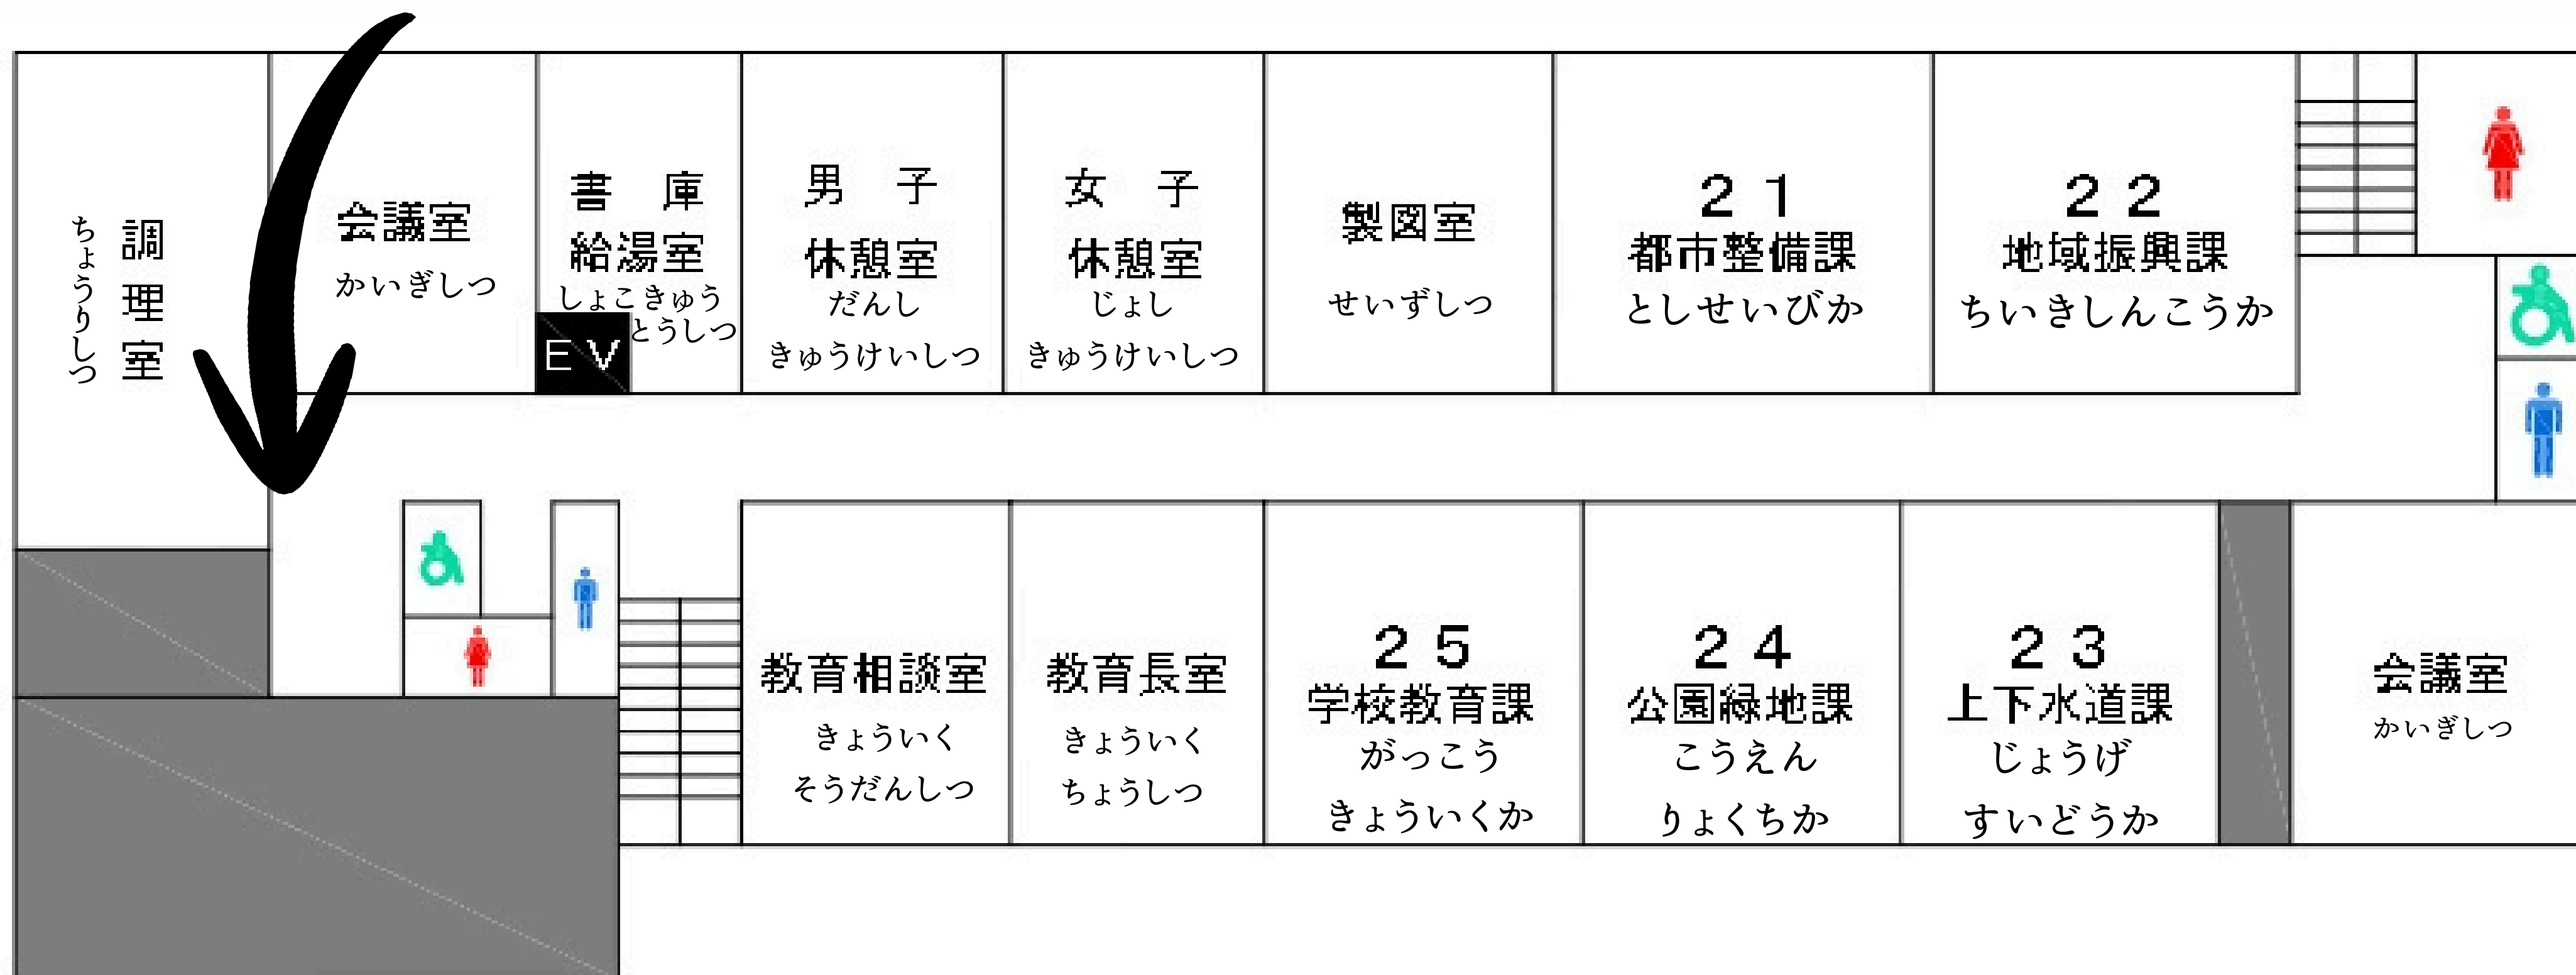 調理室
ちょうりしつ
会議室
かいぎしつ
書 庫
給湯室
しょこきゅう
とうしつ
EV
男 子
休憩室
だんし
きゅうけいしつ
女 子
休憩室
じょし
きゅうけいしつ
製図室
せいずしつ
21
都市整備課
としせいびか
22
地域振興課
ちいきしんこうか
教育相談室
きょういく
そうだんしつ
教育長室
きょういく
ちょうしつ
25
学校教育課
がっこう
きょういくか
24
公園緑地課
こうえん
りょくちか
23
上下水道課
じょうげ
すいどうか
会議室
かいぎしつ